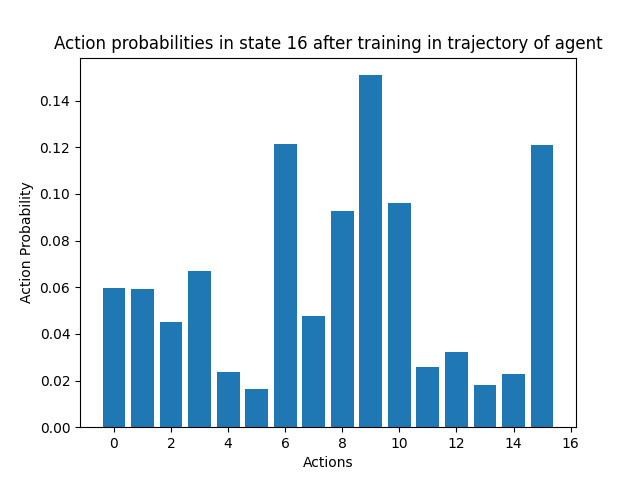 Action probabilities in state 16 after training in trajectory of agent
0.14
0.12
0.10
0.08
0.06
0.04
0.02
0.00
Action Probability
0 2 4 6 8 10 12 14 16
Actions